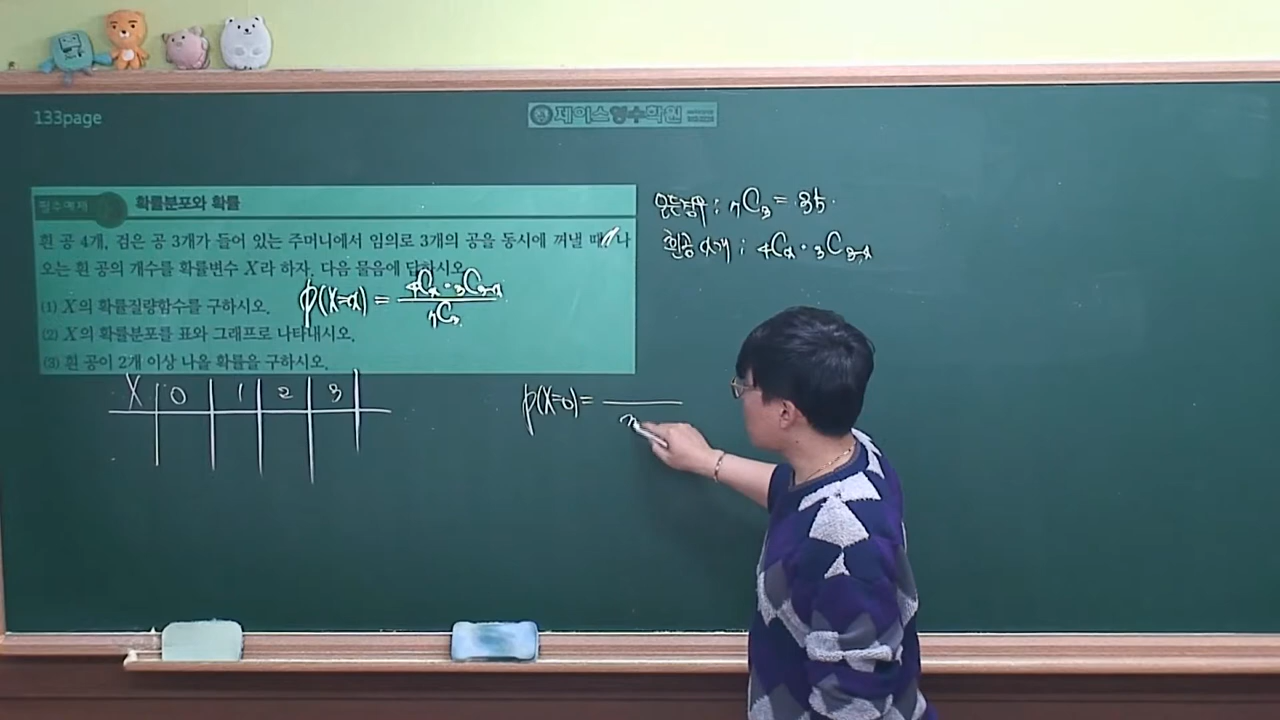 133page
제이스영수학원
필수예제 확률분포와 확률
흰 공 4개, 검은 공 3개가 들어 있는 주머니에서 임의로 3개의 공을 동시에 꺼낼 때, 나
오는 흰 공의 개수를 확률변수 X라 하자. 다음 물음에 답하시오.
(1) X의 확률질량함수를 구하시오.
P(X=x) = 4Cx · 3C3-x / 7C3
(2) X의 확률분포를 표와 그래프로 나타내시오.
(3) 흰 공이 2개 이상 나올 확률을 구하시오.
X 0 1 2 3
P(X=0) =
모든경우 ; 7C3 = 35.
흰공 x개 ; 4Cx · 3C3-x